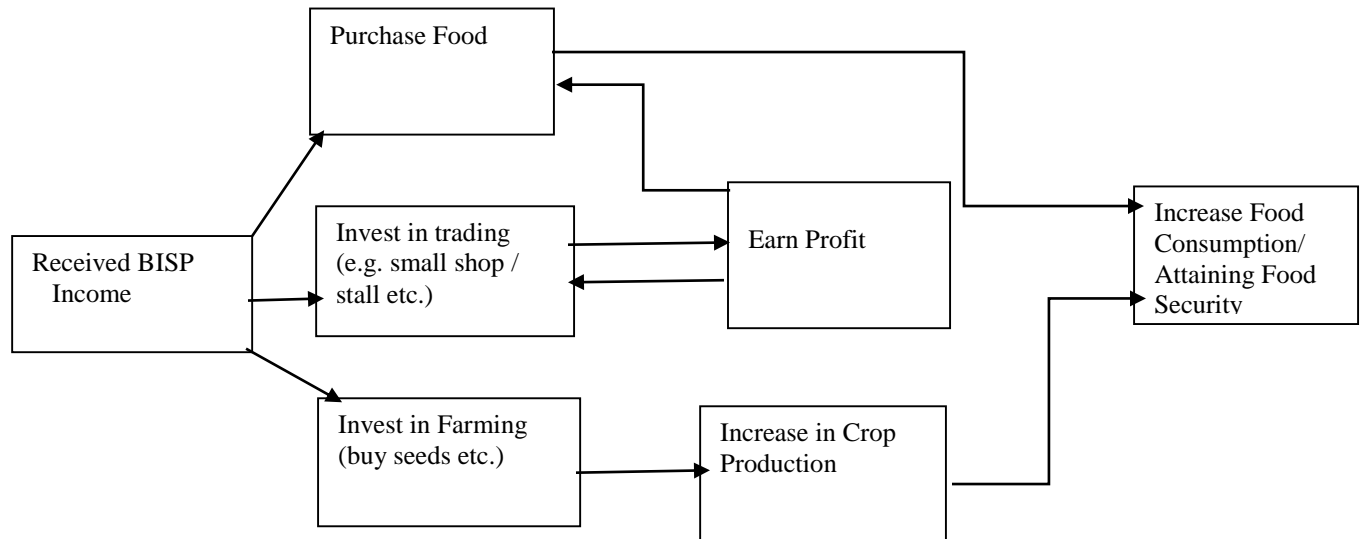 Purchase Food
Invest in trading
(e.g. small shop /
stall etc.)
Earn Profit
Increase Food
Consumption/
Attaining Food
Security
Received BISP
Income
Invest in Farming
(buy seeds etc.)
Increase in Crop
Production